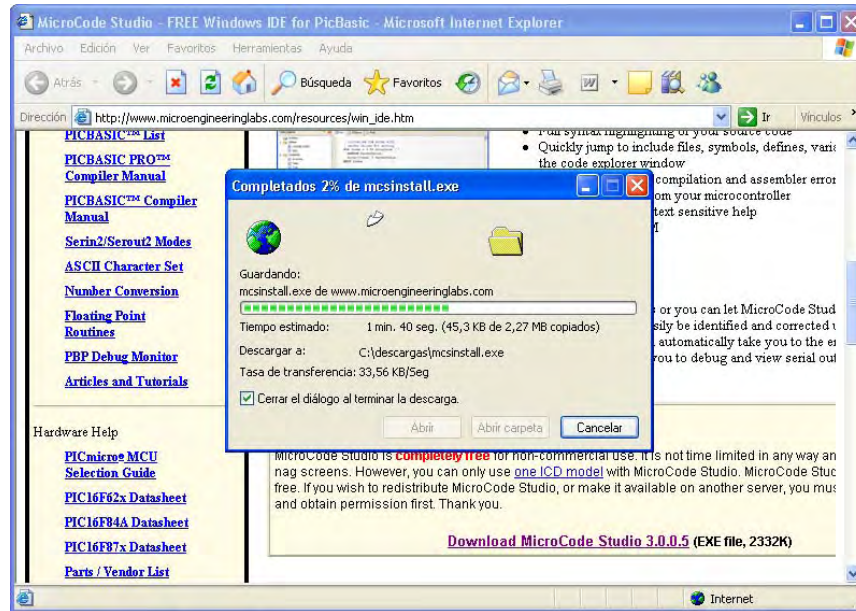 MicroCode Studio - FREE Windows IDE for PicBasic - Microsoft Internet Explorer
Archivo Edición Ver Favoritos Herramientas Ayuda
Atrás Búsqueda Favoritos
Dirección http://www.microengineeringlabs.com/resources/win_ide.htm Ir Vínculos
PICBASIC™ List
PICBASIC PRO™
Compiler Manual
PICBASIC™ Compiler
Manual
Serin2/Serout2 Modes
ASCII Character Set
Number Conversion
Floating Point
Routines
PBP Debug Monitor
Articles and Tutorials
Hardware Help
PICmicro® MCU
Selection Guide
PIC16F62x Datasheet
PIC16F84A Datasheet
PIC16F87x Datasheet
Parts / Vendor List
Full syntax highlighting of your source code
Quickly jump to include files, symbols, defines,
the code explorer window
compilation and assembler error
om your microcontroller
text sensitive help
s or you can let MicroCode Stud
sily be identified and corrected
automatically take you to the
you to debug and view serial out
Completados 2% de mcsinstall.exe
Guardando:
mcsinstall.exe de www.microengineeringlabs.com
Tiempo estimado: 1 min. 40 seg. (45,3 KB de 2,27 MB copiados)
Descargar a: C:\descargas\mcsinstall.exe
Tasa de transferencia: 33,56 KB/Seg
Cerrar el diálogo al terminar la descarga.
Abrir Abrir carpeta Cancelar
MicroCode Studio is completely free for non-commercial use. It is not time limited in any way an
nag screens. However, you can only use one ICD model with MicroCode Studio. MicroCode Stud
free. If you wish to redistribute MicroCode Studio, or make it available on another server, you mus
and obtain permission first. Thank you.
Download MicroCode Studio 3.0.0.5 (EXE file, 2332K)
Internet